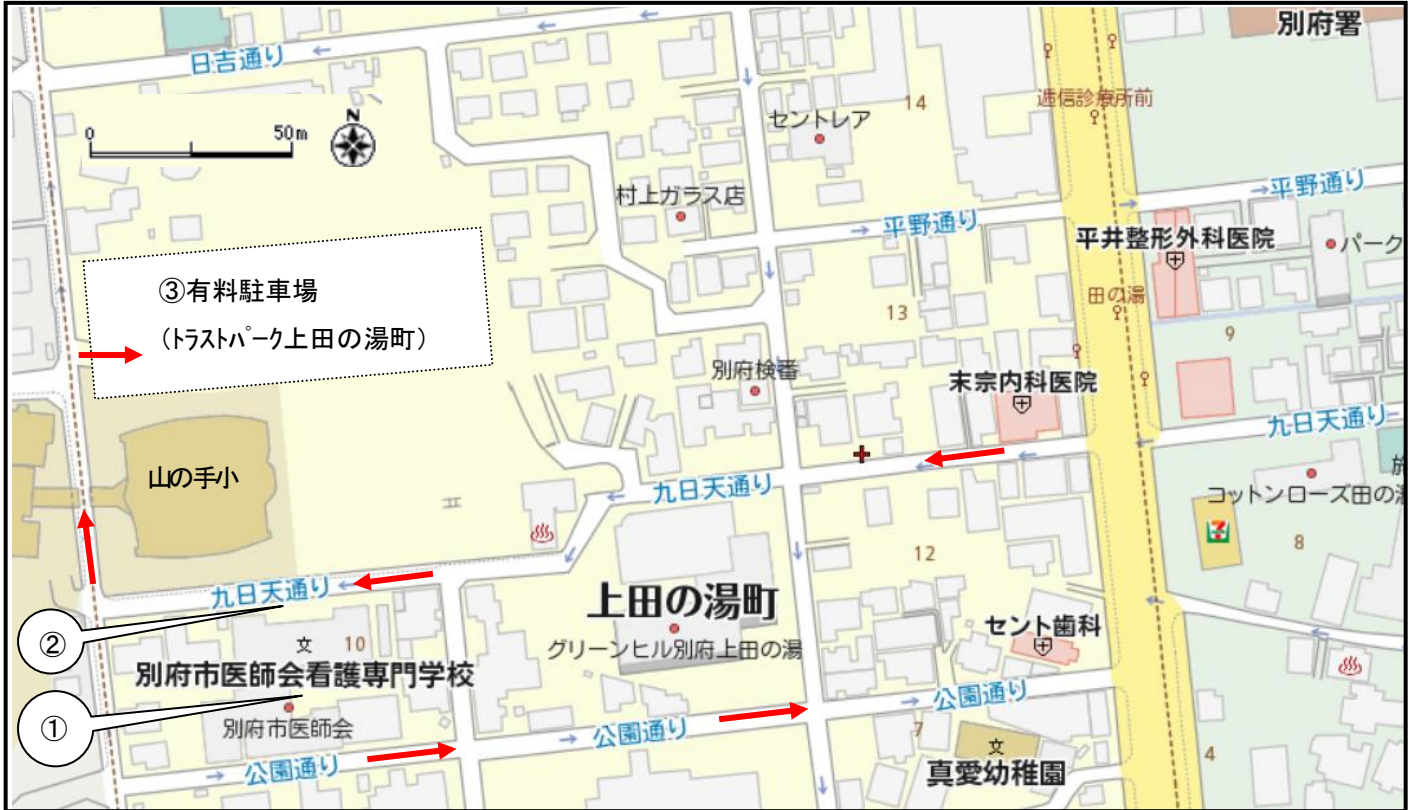 別府署
日吉通り
0
50m
N
14
逓信診療所前
セントレア
村上ガラス店
平野通り
平野通り
平井整形外科医院
パーク
③有料駐車場
(トラストパーク上田の湯町)
田の湯
13
9
別府検番
末宗内科医院
九日天通り
山の手小
九日天通り
コットンローズ田の湯
12
8
九日天通り
上田の湯町
②
文
10
グリーンヒル別府上田の湯
セント歯科
別府市医師会看護専門学校
公園通り
①
別府市医師会
公園通り
7
文
4
公園通り
真愛幼稚園